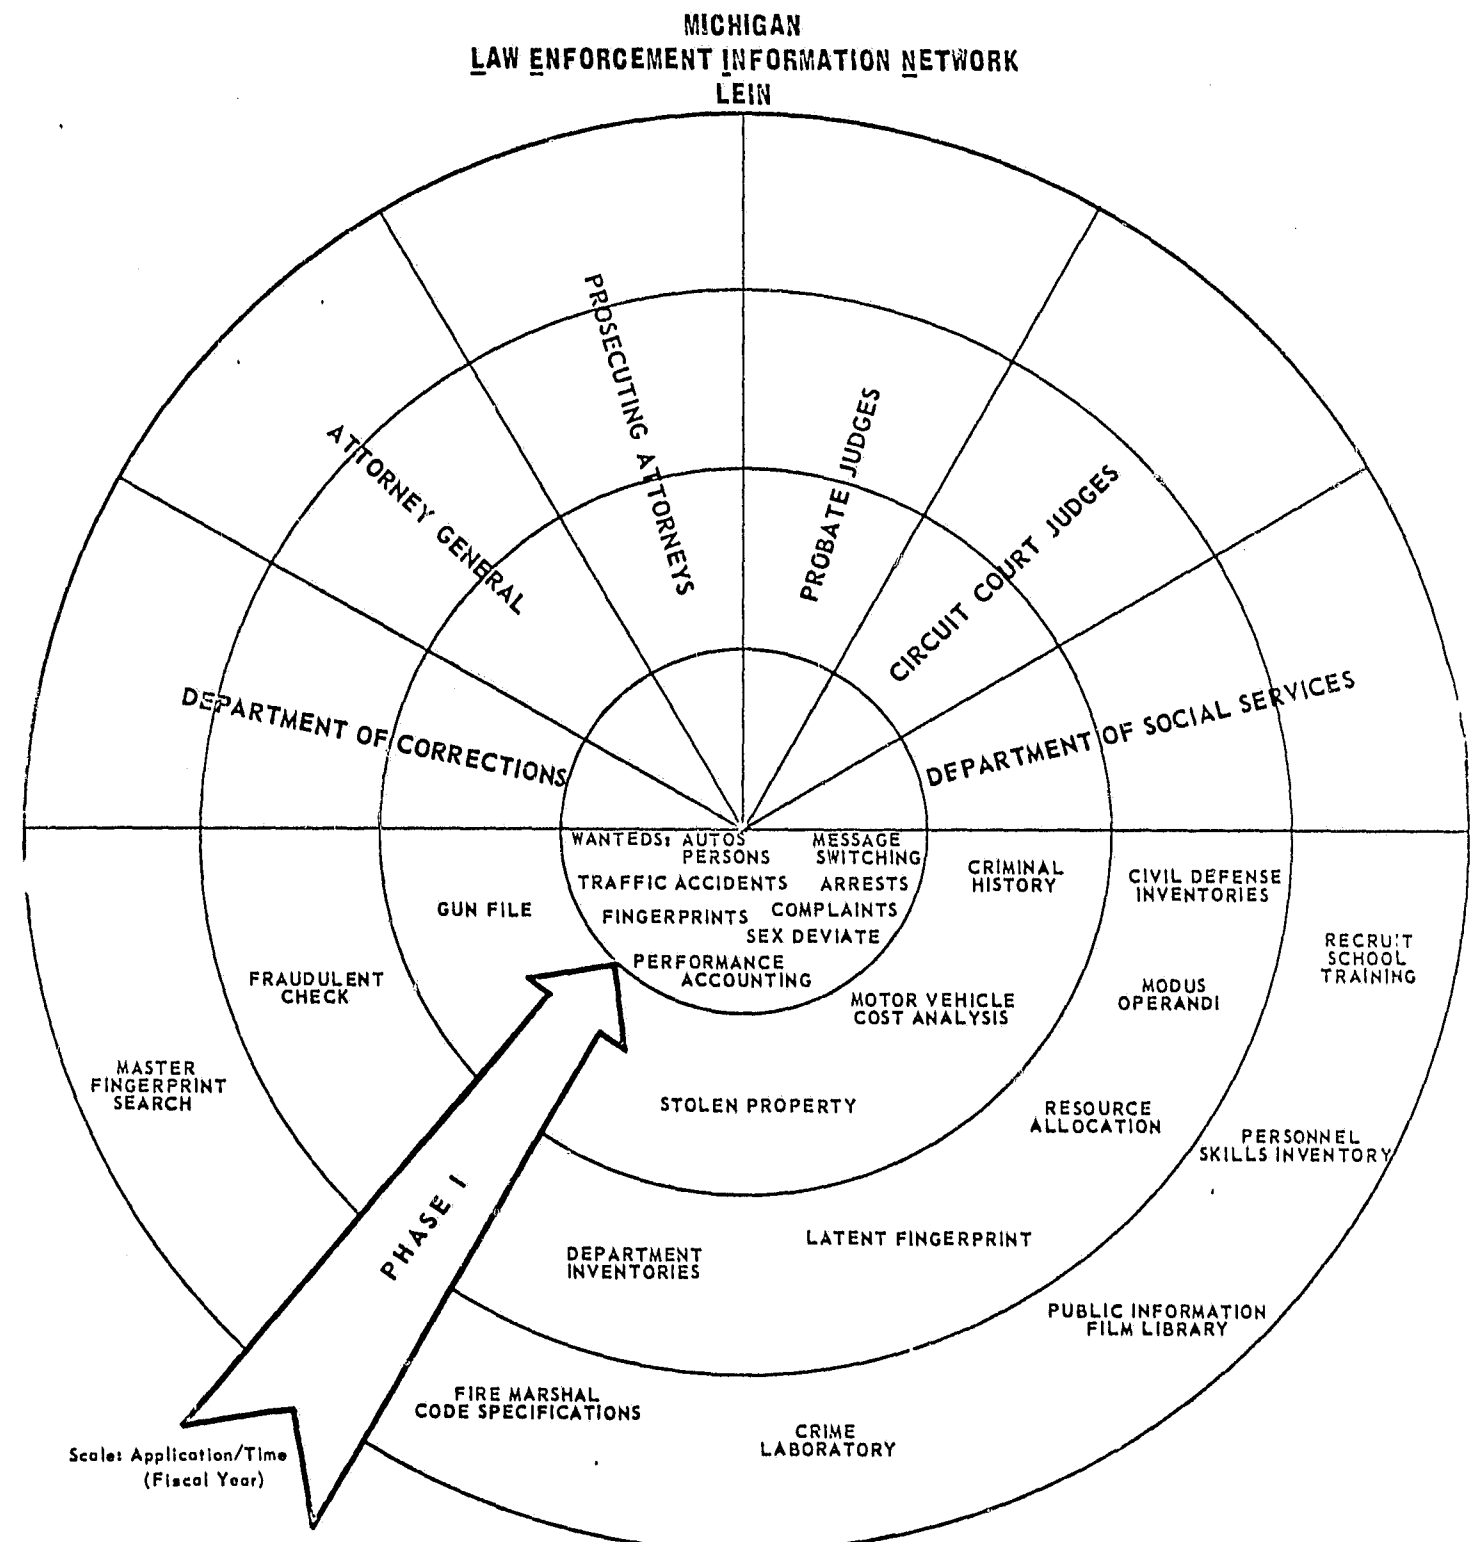 MICHIGAN
LAW ENFORCEMENT INFORMATION NETWORK
LEIN
PROSECUTING ATTORNEYS
PROBATE JUDGES
ATTORNEY GENERAL
CIRCUIT COURT JUDGES
DEPARTMENT OF CORRECTIONS
DEPARTMENT OF SOCIAL SERVICES
WANTEDS: AUTOS
PERSONS
MESSAGE
SWITCHING
TRAFFIC ACCIDENTS
ARRESTS
FINGERPRINTS
COMPLAINTS
SEX DEVIATE
PERFORMANCE
ACCOUNTING
GUN FILE
CRIMINAL
HISTORY
CIVIL DEFENSE
INVENTORIES
RECRUIT
SCHOOL
TRAINING
FRAUDULENT
CHECK
MOTOR VEHICLE
COST ANALYSIS
MODUS
OPERANDI
MASTER
FINGERPRINT
SEARCH
STOLEN PROPERTY
RESOURCE
ALLOCATION
PERSONNEL
SKILLS INVENTORY
PHASE I
DEPARTMENT
INVENTORIES
LATENT FINGERPRINT
PUBLIC INFORMATION
FILM LIBRARY
FIRE MARSHAL
CODE SPECIFICATIONS
CRIME
LABORATORY
Scale: Application/Time
(Fiscal Year)